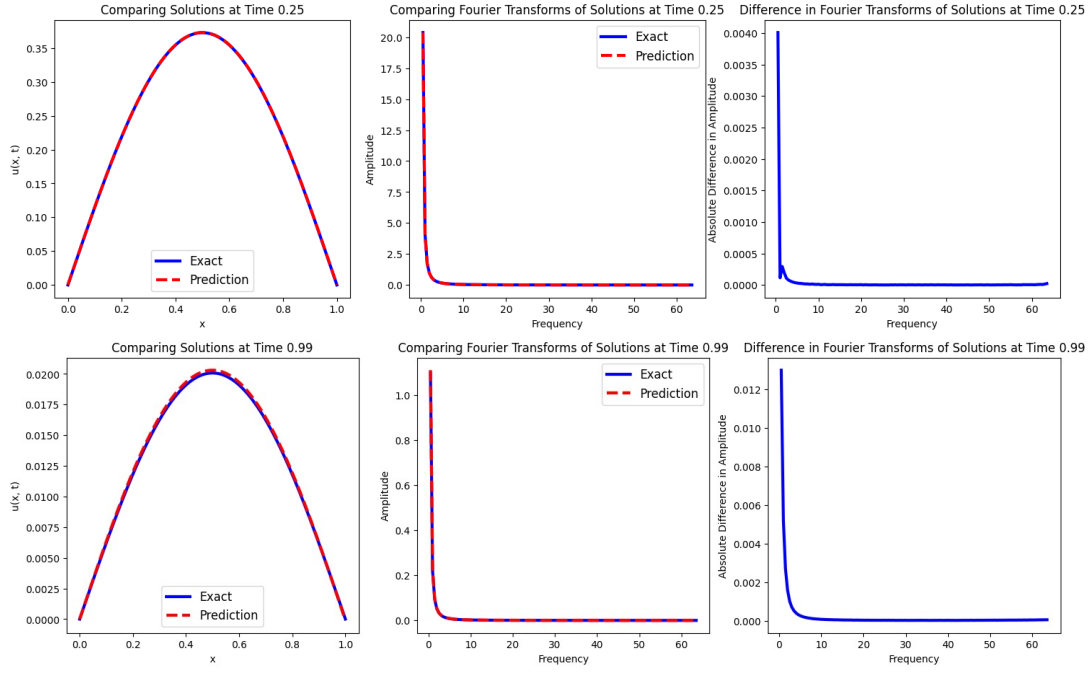 Comparing Solutions at Time 0.25
0.35
0.30
0.25
0.20
0.15
0.10
0.05
0.00
u(x, t)
Exact
Prediction
0.0 0.2 0.4 0.6 0.8 1.0
x
Comparing Fourier Transforms of Solutions at Time 0.25
20.0
17.5
15.0
12.5
10.0
7.5
5.0
2.5
0.0
Amplitude
Exact
Prediction
0 10 20 30 40 50 60
Frequency
Difference in Fourier Transforms of Solutions at Time 0.25
0.0040
0.0035
0.0030
0.0025
0.0020
0.0015
0.0010
0.0005
0.0000
Absolute Difference in Amplitude
0 10 20 30 40 50 60
Frequency
Comparing Solutions at Time 0.99
0.0200
0.0175
0.0150
0.0125
0.0100
0.0075
0.0050
0.0025
0.0000
u(x, t)
Exact
Prediction
0.0 0.2 0.4 0.6 0.8 1.0
x
Comparing Fourier Transforms of Solutions at Time 0.99
1.0
0.8
0.6
0.4
0.2
0.0
Amplitude
Exact
Prediction
0 10 20 30 40 50 60
Frequency
Difference in Fourier Transforms of Solutions at Time 0.99
0.012
0.010
0.008
0.006
0.004
0.002
0.000
Absolute Difference in Amplitude
0 10 20 30 40 50 60
Frequency